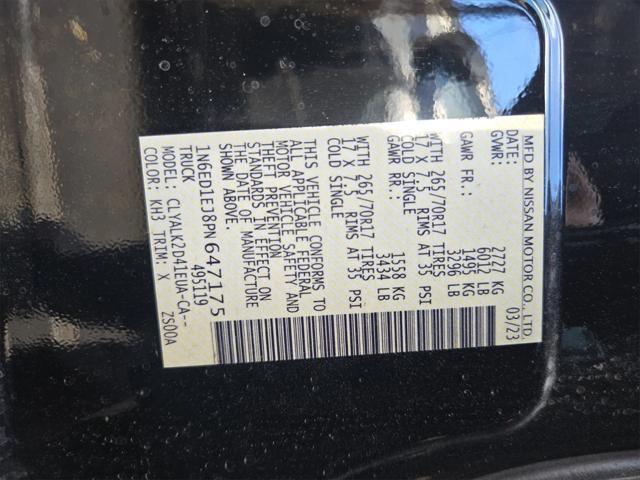 MFD BY NISSAN MOTOR CO., LTD.
DATE: 03/23
GVWR: 2727 KG
6012 LB
GAWR FR: 1495 KG
3296 LB
WITH 265/70R17 TIRES
17 X 7.5 RIMS AT 35 PSI
COLD SINGLE
GAWR RR: 1558 KG
3434 LB
WITH 265/70R17 TIRES
17 X 7.5 RIMS AT 35 PSI
COLD SINGLE
THIS VEHICLE CONFORMS TO
ALL APPLICABLE FEDERAL
MOTOR VEHICLE SAFETY AND
THEFT PREVENTION
STANDARDS IN EFFECT ON
THE DATE OF MANUFACTURE
SHOWN ABOVE.
1N6ED1EJ8PN647175
TRUCK 495119
MODEL: CLYALK2D41EUA-CA--
COLOR: KH3 TRIM: X ZS00A